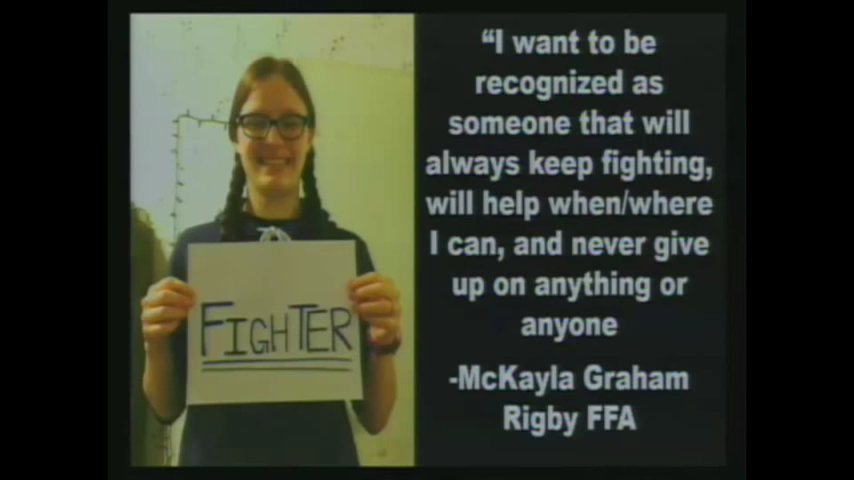 FIGHTER
“I want to be
recognized as
someone that will
always keep fighting,
will help when/where
I can, and never give
up on anything or
anyone
-McKayla Graham
Rigby FFA